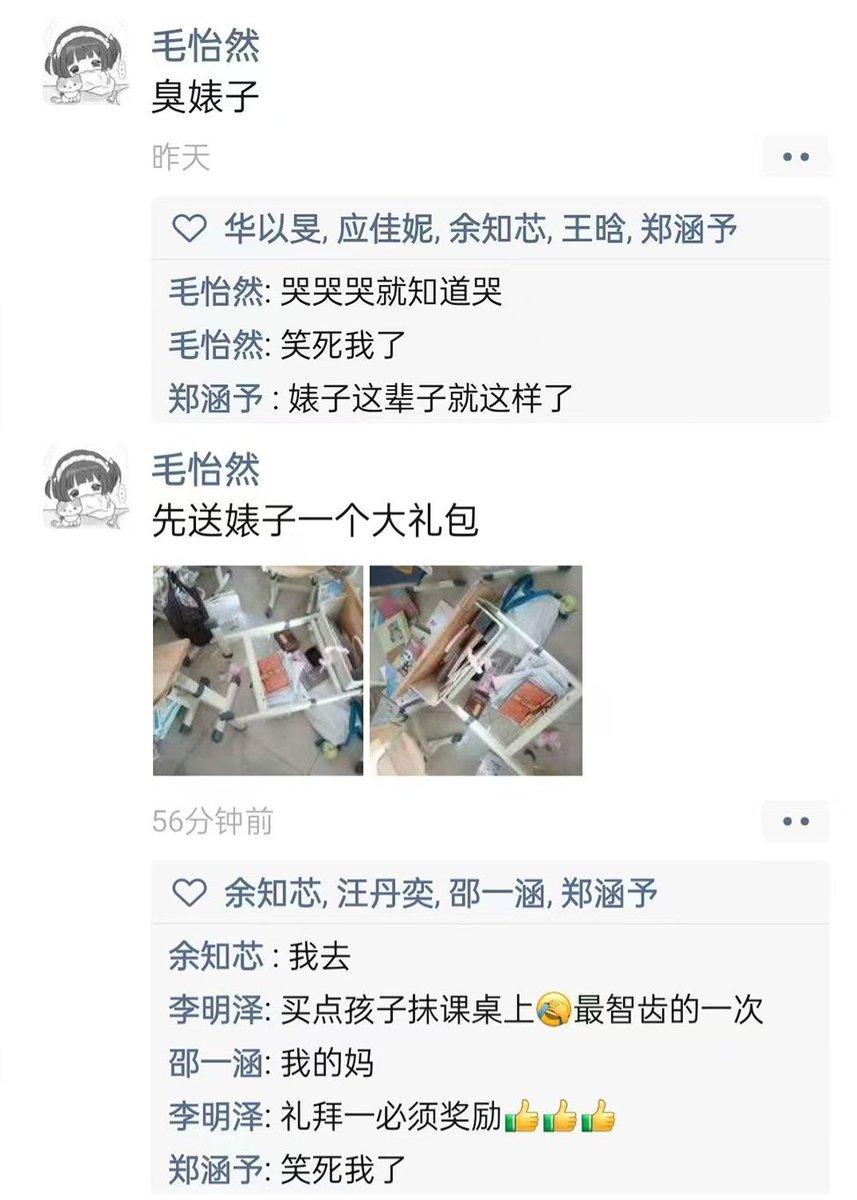 毛怡然
臭婊子
昨天
华以旻, 应佳妮, 余知芯, 王晗, 郑涵予
毛怡然: 哭哭哭就知道哭
毛怡然: 笑死我了
郑涵予 : 婊子这辈子就这样了
毛怡然
先送婊子一个大礼包
56分钟前
余知芯, 汪丹奕, 邵一涵, 郑涵予
余知芯 : 我去
李明泽: 买点孩子抹课桌上🤣最智齿的一次
邵一涵: 我的妈
李明泽: 礼拜一必须奖励👍👍👍
郑涵予: 笑死我了